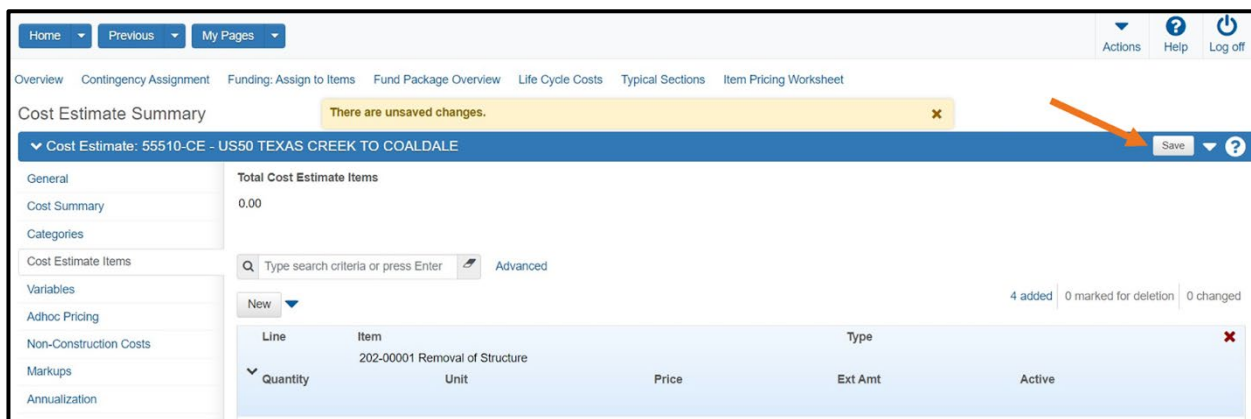 Home Previous My Pages
Actions Help Log off
Overview Contingency Assignment Funding: Assign to Items Fund Package Overview Life Cycle Costs Typical Sections Item Pricing Worksheet
Cost Estimate Summary
There are unsaved changes.
Cost Estimate: 55510-CE - US50 TEXAS CREEK TO COALDALE
Save
General
Cost Summary
Categories
Cost Estimate Items
Variables
Adhoc Pricing
Non-Construction Costs
Markups
Annualization
Total Cost Estimate Items
0.00
Type search criteria or press Enter Advanced
New
4 added 0 marked for deletion 0 changed
Line Item Type
202-00001 Removal of Structure
Quantity Unit Price Ext Amt Active